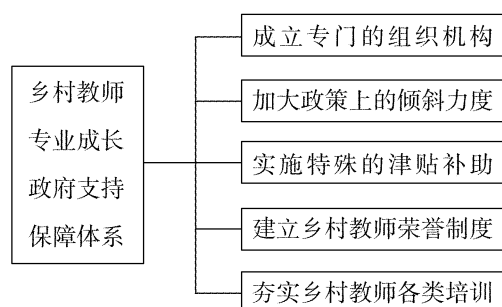 乡村教师
专业成长
政府支持
保障体系
成立专门的组织机构
加大政策上的倾斜力度
实施特殊的津贴补助
建立乡村教师荣誉制度
夯实乡村教师各类培训